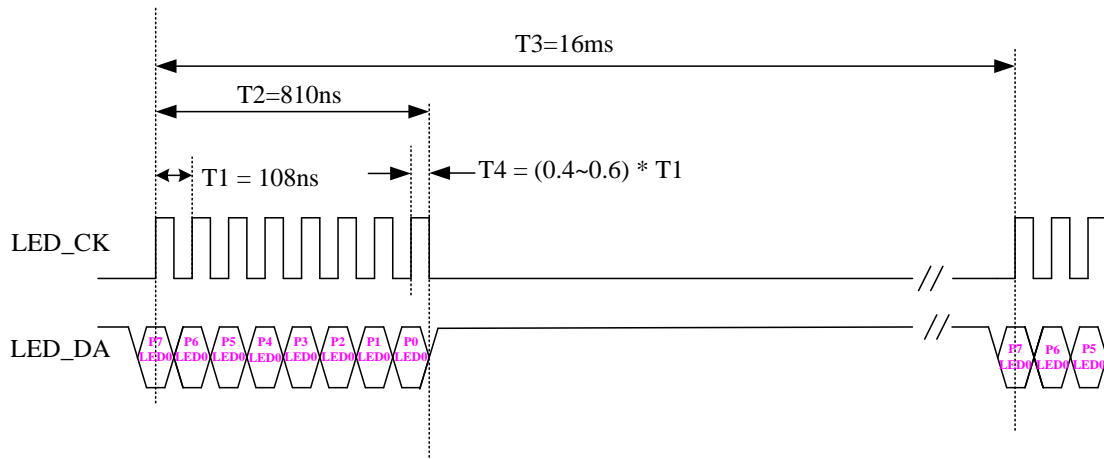 T3=16ms
T2=810ns
T1 = 108ns
T4 = (0.4~0.6) * T1
LED_CK
LED_DA
P7 P6 P5 P4 P3 P2 P1 P0 P7 P6 P5
LED0 LED0 LED0 LED0 LED0 LED0 LED0 LED0 LED0 LED0 LED0